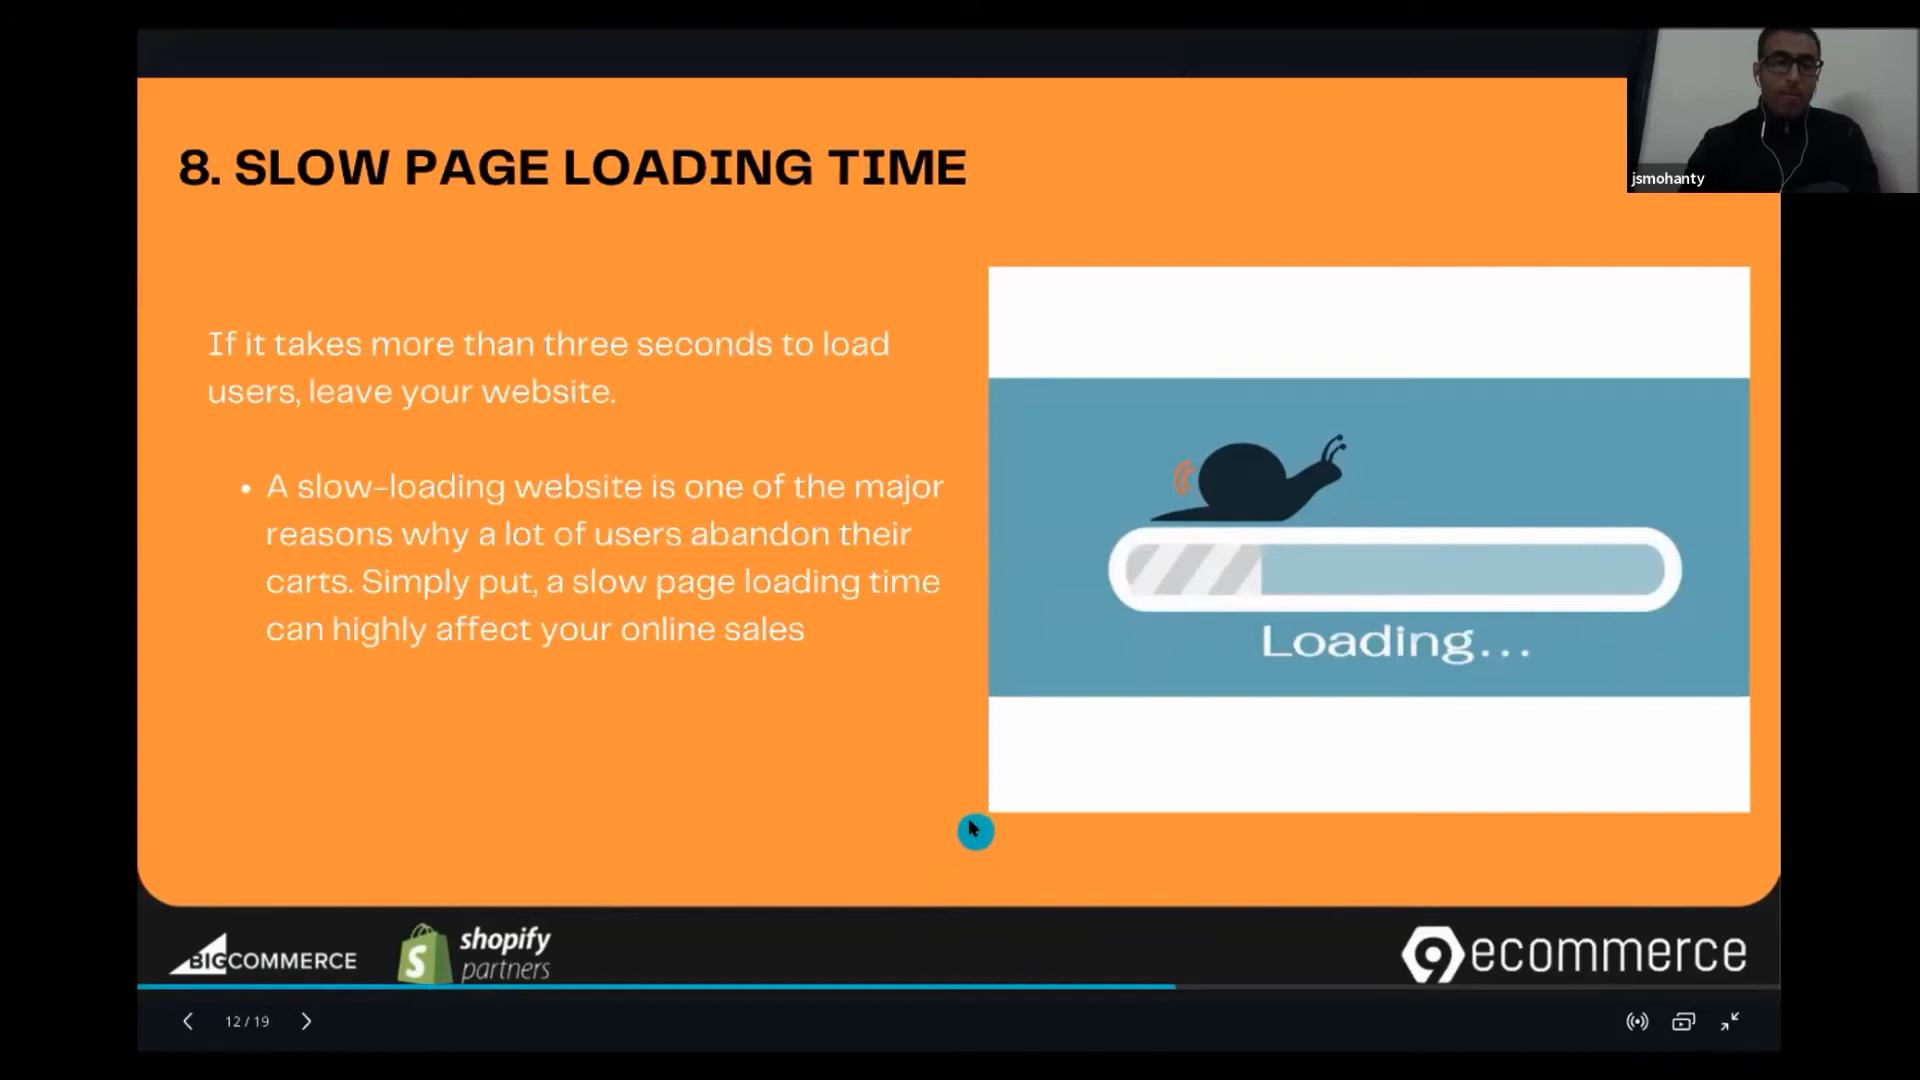 jsmohanty
8. SLOW PAGE LOADING TIME
If it takes more than three seconds to load
users, leave your website.
• A slow-loading website is one of the major
reasons why a lot of users abandon their
carts. Simply put, a slow page loading time
can highly affect your online sales
Loading...
BIGCOMMERCE
shopify
partners
9ecommerce
12 / 19